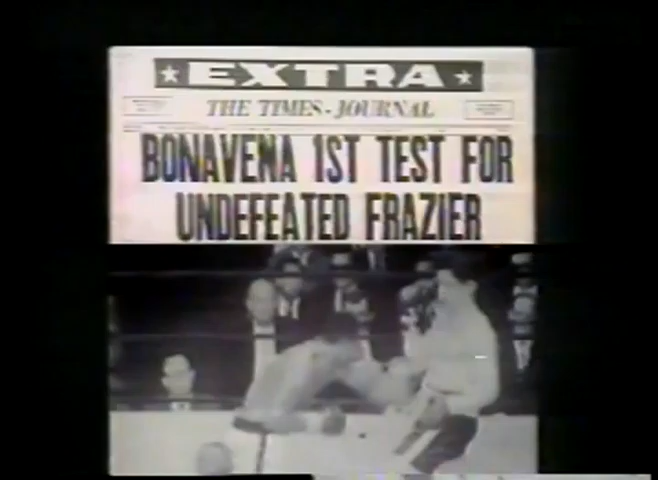 EXTRA
THE TIMES-JOURNAL
BONAVENA 1ST TEST FOR
UNDEFEATED FRAZIER